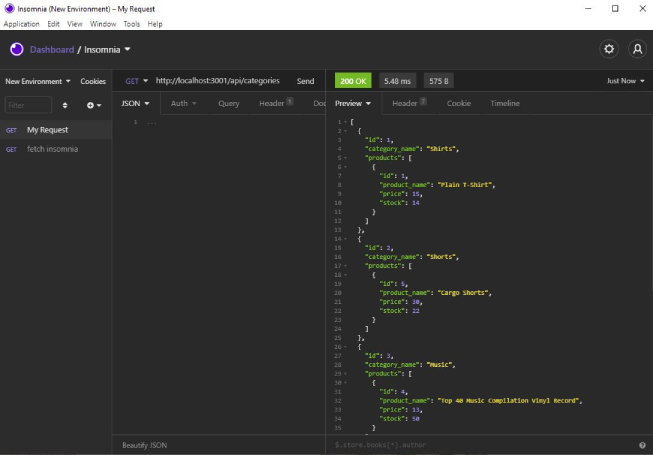 Insomnia (New Environment) – My Request
Application Edit View Window Tools Help
Dashboard / Insomnia
New Environment Cookies
GET http://localhost:3001/api/categories Send
200 OK 5.48 ms 575 B Just Now
Filter
JSON Auth Query Header 1 Doc
Preview Header 7 Cookie Timeline
GET My Request
GET fetch insomnia
1 ...
1 [
2 {
3 "id": 1,
4 "category_name": "Shirts",
5 "products": [
6 {
7 "id": 1,
8 "product_name": "Plain T-Shirt",
9 "price": 15,
10 "stock": 14
11 }
12 ]
13 },
14 {
15 "id": 2,
16 "category_name": "Shorts",
17 "products": [
18 {
19 "id": 5,
20 "product_name": "Cargo Shorts",
21 "price": 30,
22 "stock": 22
23 }
24 ]
25 },
26 {
27 "id": 3,
28 "category_name": "Music",
29 "products": [
30 {
31 "id": 4,
32 "product_name": "Top 40 Music Compilation Vinyl Record",
33 "price": 13,
34 "stock": 50
35 }
Beautify JSON
$.store.books[*].author